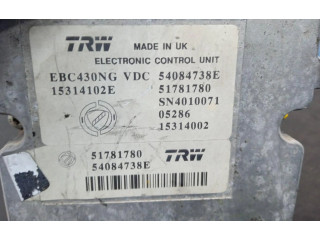 TRW MADE IN UK
ELECTRONIC CONTROL UNIT
EBC430NG VDC 54084738E
15314102E 51781780
SN4010071
05286
15314002
51781780 TRW
54084738E